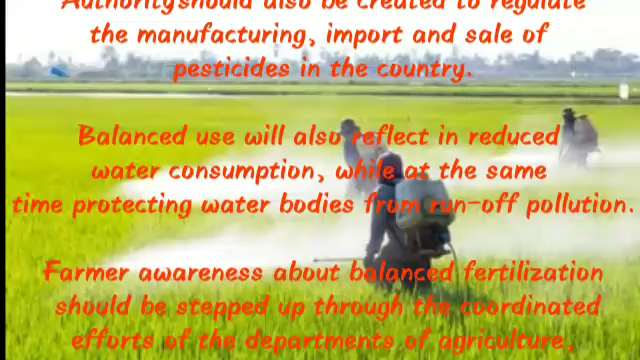 Authority should also be created to regulate
the manufacturing, import and sale of
pesticides in the country.
Balanced use will also reflect in reduced
water consumption, while at the same
time protecting water bodies from run-off pollution.
Farmer awareness about balanced fertilization
should be stepped up through the coordinated
efforts of the departments of agriculture,